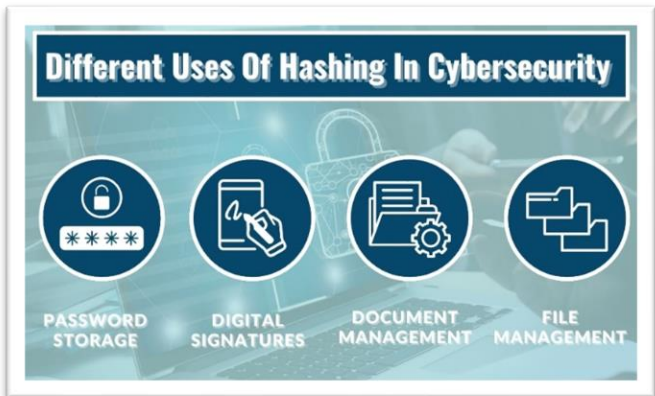 Different Uses Of Hashing In Cybersecurity
****
PASSWORD
STORAGE
DIGITAL
SIGNATURES
DOCUMENT
MANAGEMENT
FILE
MANAGEMENT